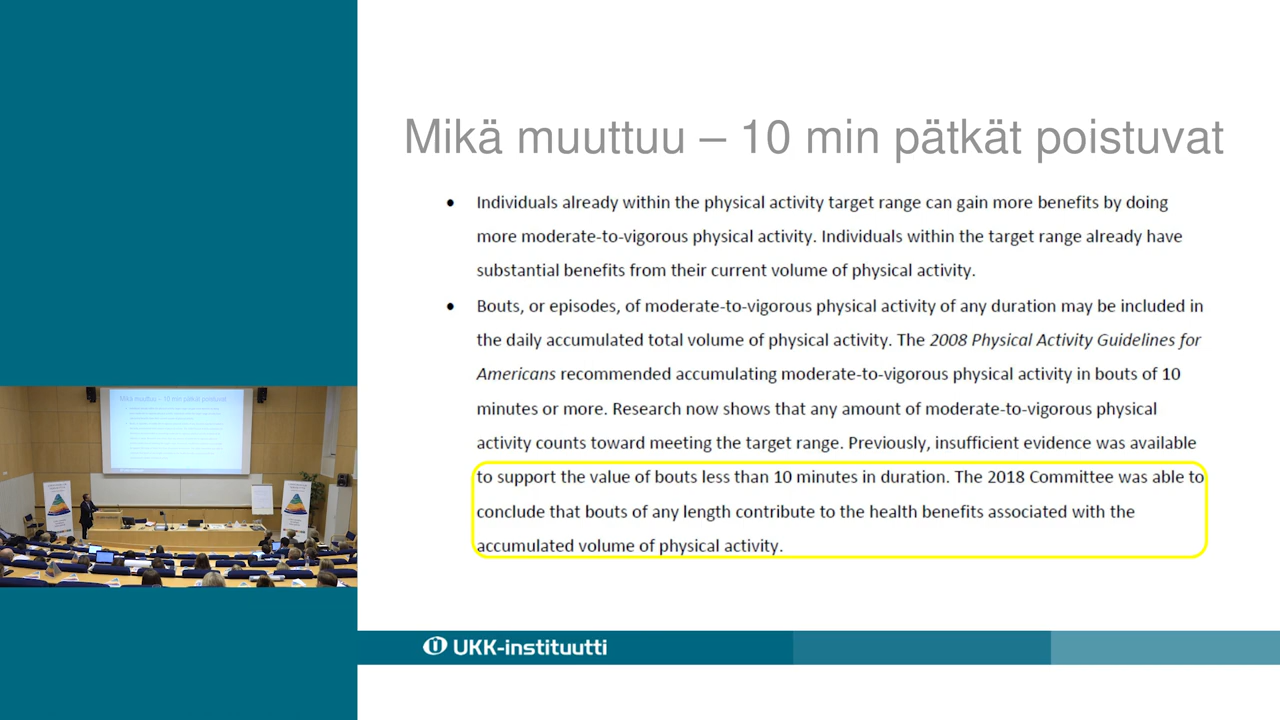 Mikä muuttuu – 10 min pätkät poistuvat
• Individuals already within the physical activity target range can gain more benefits by doing
more moderate-to-vigorous physical activity. Individuals within the target range already have
substantial benefits from their current volume of physical activity.
• Bouts, or episodes, of moderate-to-vigorous physical activity of any duration may be included in
the daily accumulated total volume of physical activity. The 2008 Physical Activity Guidelines for
Americans recommended accumulating moderate-to-vigorous physical activity in bouts of 10
minutes or more. Research now shows that any amount of moderate-to-vigorous physical
activity counts toward meeting the target range. Previously, insufficient evidence was available
to support the value of bouts less than 10 minutes in duration. The 2018 Committee was able to
conclude that bouts of any length contribute to the health benefits associated with the
accumulated volume of physical activity.
UKK-instituutti
Mikä muuttuu – 10 min pätkät poistuvat